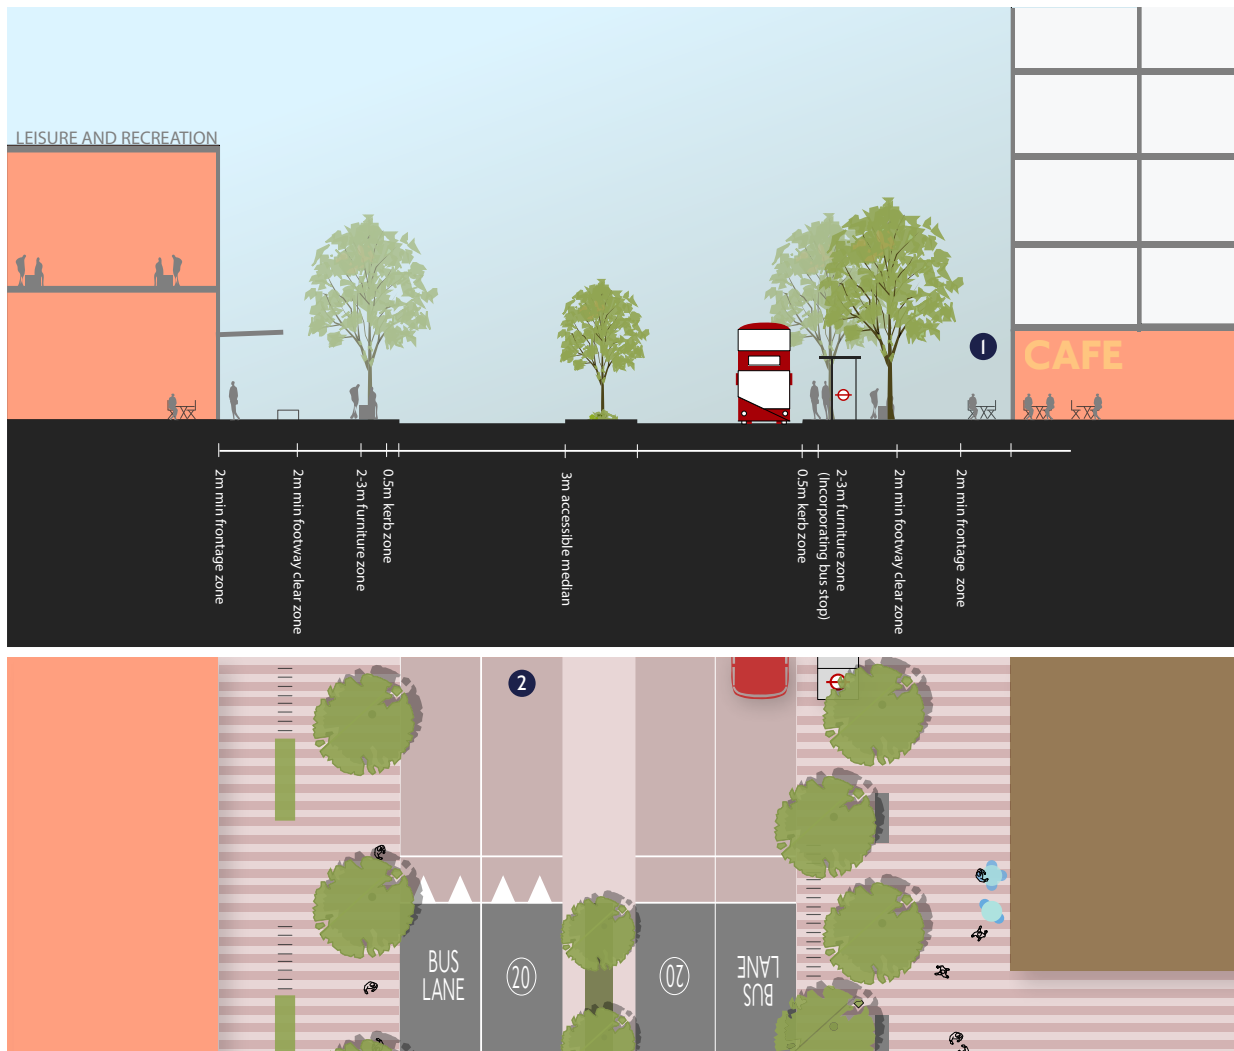 LEISURE AND RECREATION
1
CAFE
2m min frontage zone
2m min footway clear zone
2-3m furniture zone
0.5m kerb zone
3m accessible median
0.5m kerb zone
2-3m furniture zone
(Incorporating bus stop)
2m min footway clear zone
2m min frontage zone
2
BUS
LANE
20
20
BUS
LANE